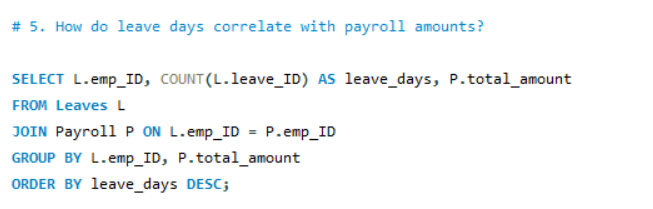 # 5. How do leave days correlate with payroll amounts?
SELECT L.emp_ID, COUNT(L.leave_ID) AS leave_days, P.total_amount
FROM Leaves L
JOIN Payroll P ON L.emp_ID = P.emp_ID
GROUP BY L.emp_ID, P.total_amount
ORDER BY leave_days DESC;